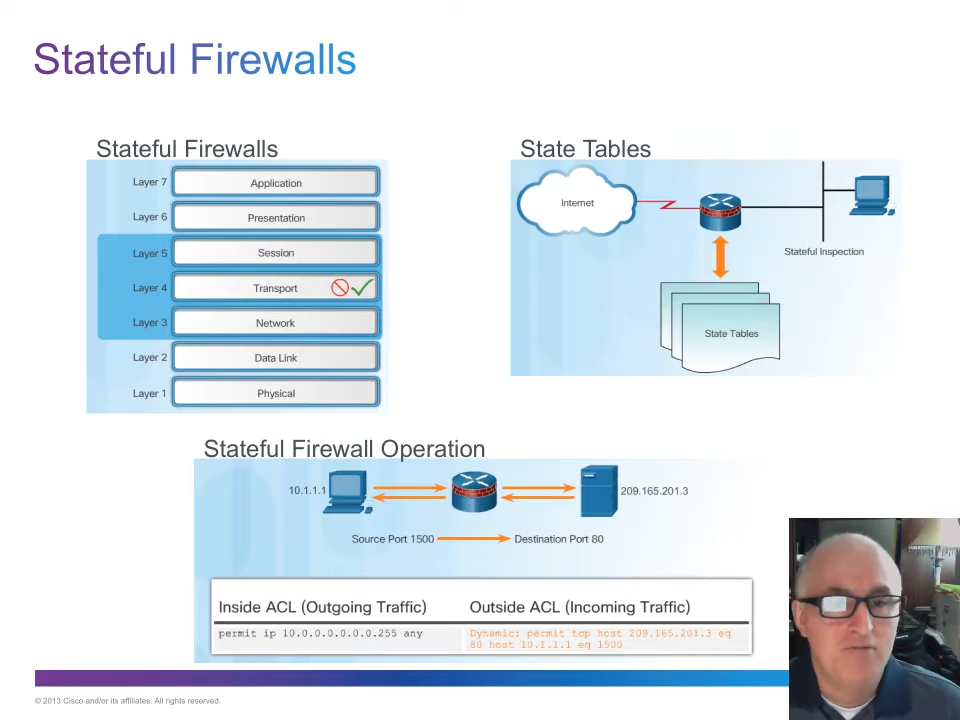 Stateful Firewalls
Stateful Firewalls
Layer 7 Application
Layer 6 Presentation
Layer 5 Session
Layer 4 Transport
Layer 3 Network
Layer 2 Data Link
Layer 1 Physical
State Tables
Internet
Stateful Inspection
State Tables
Stateful Firewall Operation
10.1.1.1
209.165.201.3
Source Port 1500
Destination Port 80
Inside ACL (Outgoing Traffic)
permit ip 10.0.0.0.0.0.0.255 any
Outside ACL (Incoming Traffic)
Dynamic: permit tcp host 209.165.201.3 eq
80 host 10.1.1.1 eq 1500
© 2013 Cisco and/or its affiliates. All rights reserved.